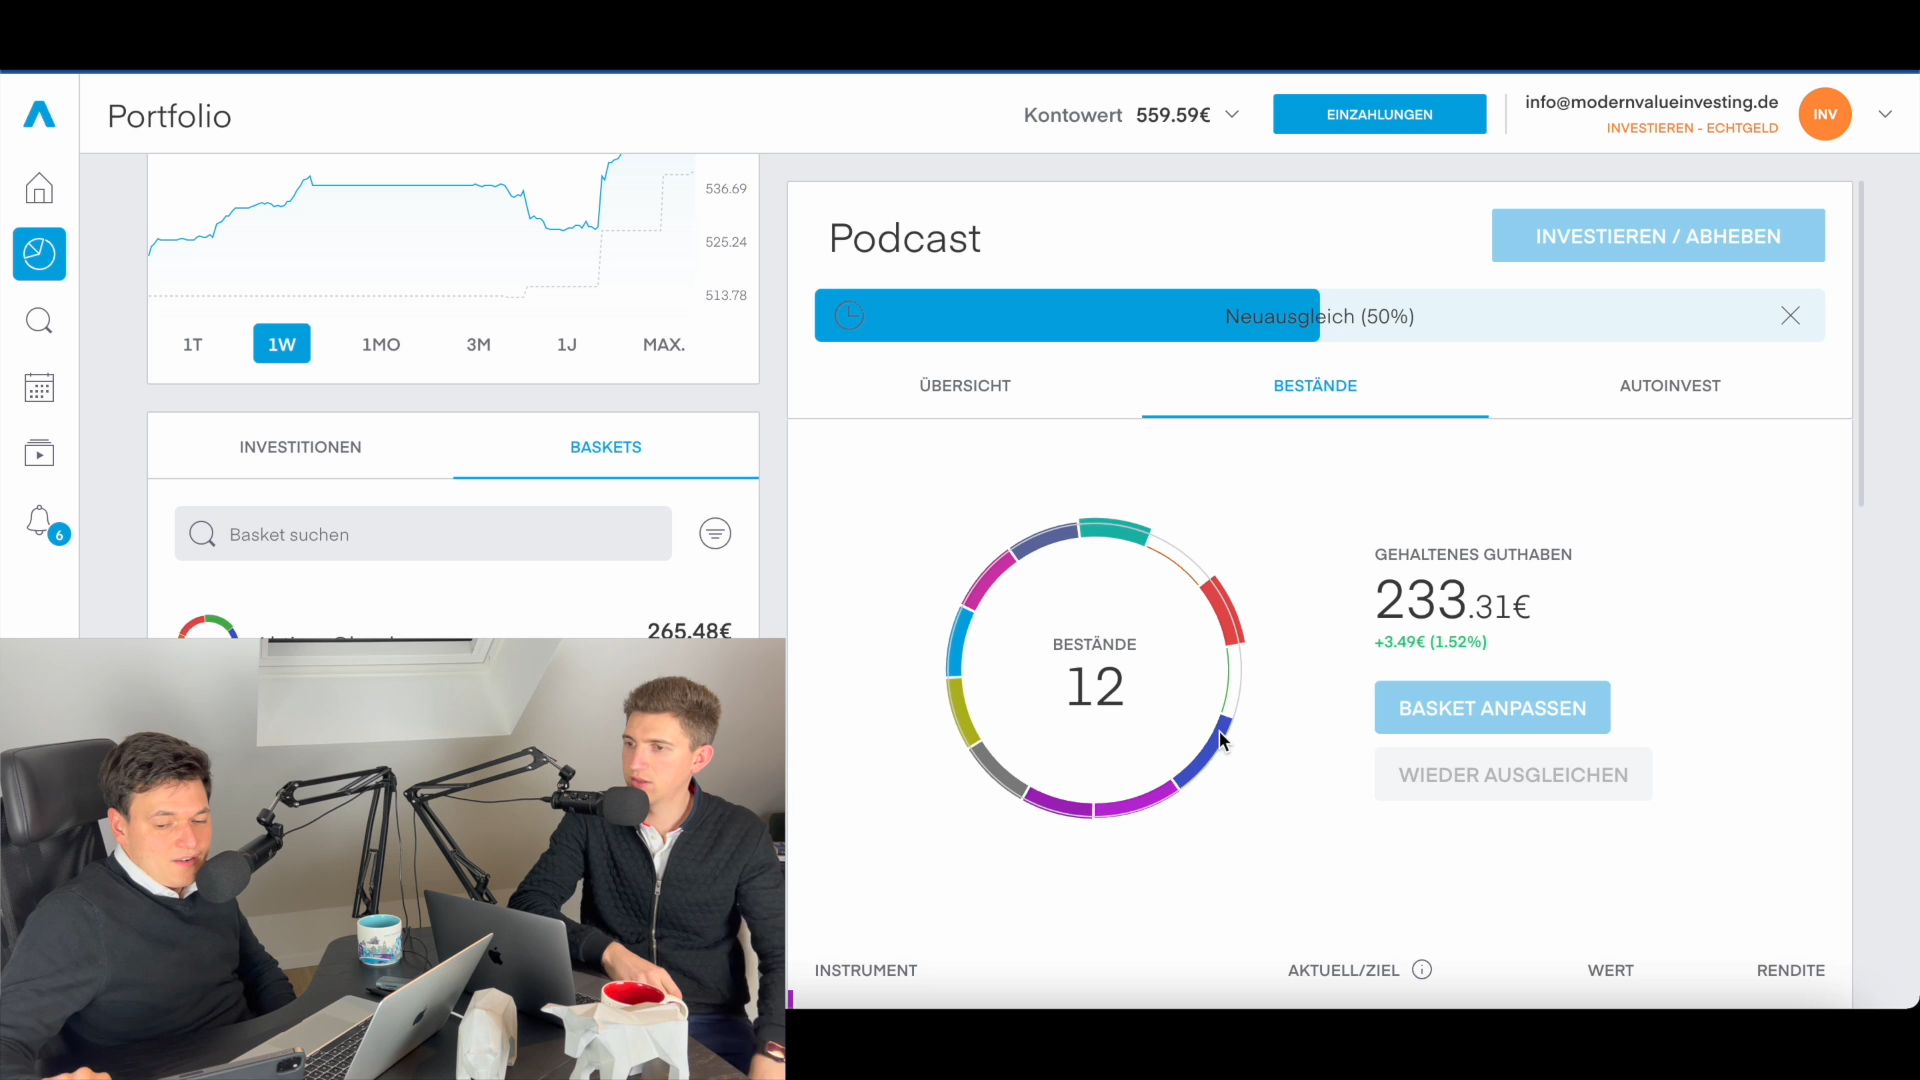 Portfolio
Kontowert 559.59€
EINZAHLUNGEN
info@modernvalueinvesting.de
INVESTIEREN - ECHTGELD
INV
536.69
525.24
513.78
1T
1W
1MO
3M
1J
MAX.
INVESTITIONEN
BASKETS
Basket suchen
265.48€
6
Podcast
INVESTIEREN / ABHEBEN
Neuausgleich (50%)
ÜBERSICHT
BESTÄNDE
AUTOINVEST
BESTÄNDE
12
GEHALTENES GUTHABEN
233.31€
+3.49€ (1.52%)
BASKET ANPASSEN
WIEDER AUSGLEICHEN
INSTRUMENT
AKTUELL/ZIEL
WERT
RENDITE